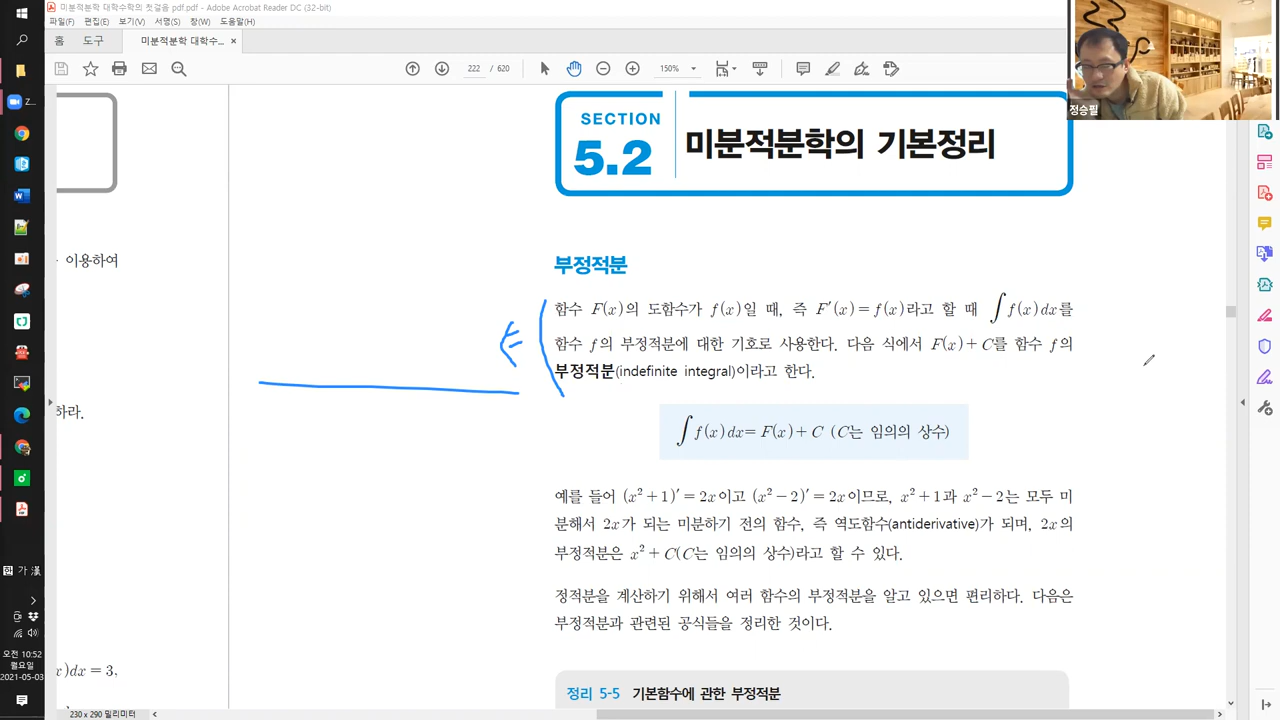 미분적분학 대학수학의 첫걸음 pdf.pdf - Adobe Acrobat Reader DC (32-bit)
파일(F) 편집(E) 보기(V) 서명(S) 창(W) 도움말(H)
홈 도구 미분적분학 대학수... ×
222 / 620 150%
정승필
SECTION
5.2
미분적분학의 기본정리
이용하여
부정적분
함수 F(x)의 도함수가 f(x)일 때, 즉 F′(x)=f(x)라고 할 때 ∫f(x)dx를
함수 f의 부정적분에 대한 기호로 사용한다. 다음 식에서 F(x)+C를 함수 f의
부정적분(indefinite integral)이라고 한다.
하라.
∫f(x)dx=F(x)+C (C는 임의의 상수)
예를 들어 (x²+1)′=2x이고 (x²-2)′=2x이므로, x²+1과 x²-2는 모두 미
분해서 2x가 되는 미분하기 전의 함수, 즉 역도함수(antiderivative)가 되며, 2x의
부정적분은 x²+C(C는 임의의 상수)라고 할 수 있다.
정적분을 계산하기 위해서 여러 함수의 부정적분을 알고 있으면 편리하다. 다음은
부정적분과 관련된 공식들을 정리한 것이다.
x)dx=3,
정리 5-5 기본함수에 관한 부정적분
230 x 290 밀리미터
Z...
한 가 漢
오전 10:52
월요일
2021-05-03